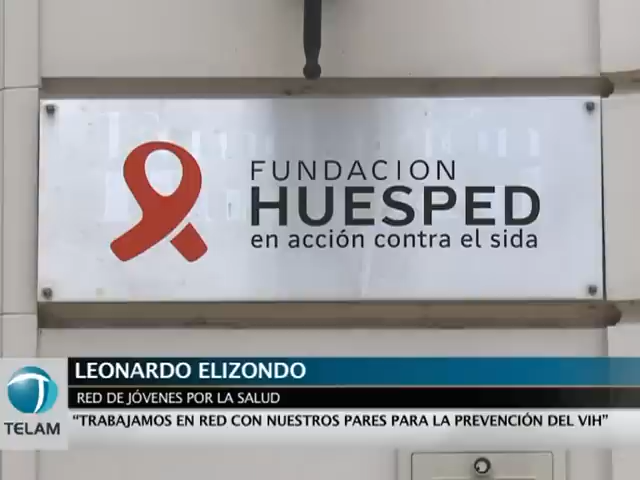 FUNDACION
HUESPED
en acción contra el sida
LEONARDO ELIZONDO
RED DE JÓVENES POR LA SALUD
TELAM
“TRABAJAMOS EN RED CON NUESTROS PARES PARA LA PREVENCIÓN DEL VIH”